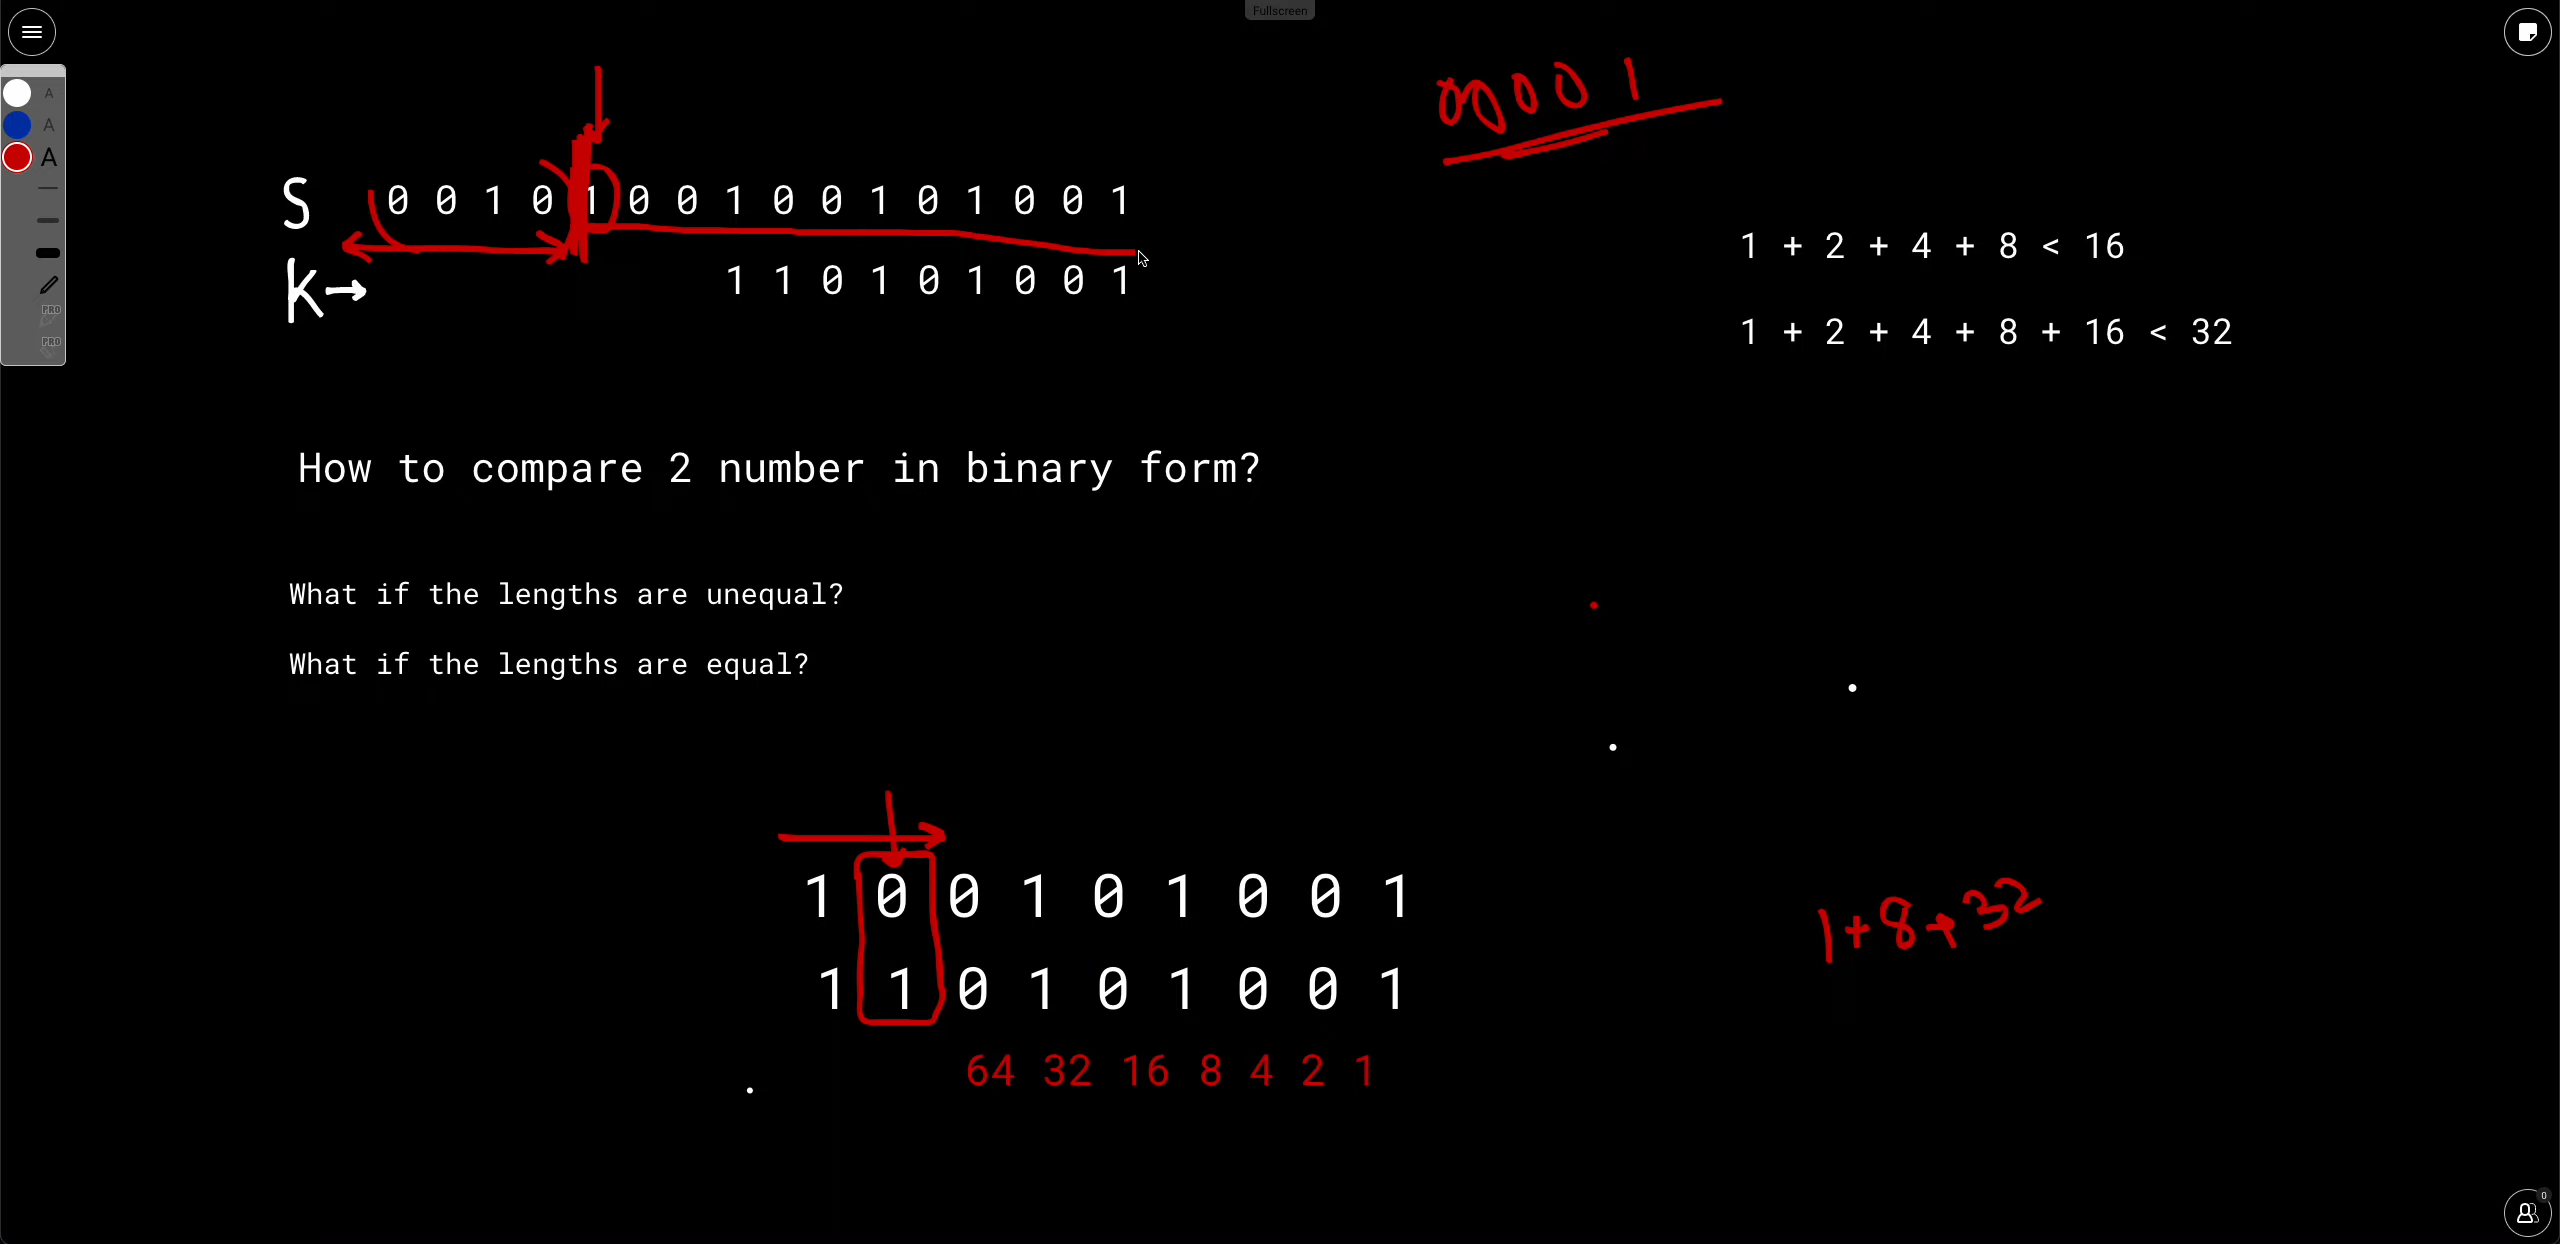 Fullscreen
A
A
A
PRO
PRO
00001
S 0 0 1 0 1 0 0 1 0 0 1 0 1 0 0 1
K→ 1 1 0 1 0 1 0 0 1
1 + 2 + 4 + 8 < 16
1 + 2 + 4 + 8 + 16 < 32
How to compare 2 number in binary form?
What if the lengths are unequal?
What if the lengths are equal?
1 0 0 1 0 1 0 0 1
1 1 0 1 0 1 0 0 1
64 32 16 8 4 2 1
1+8+32
0